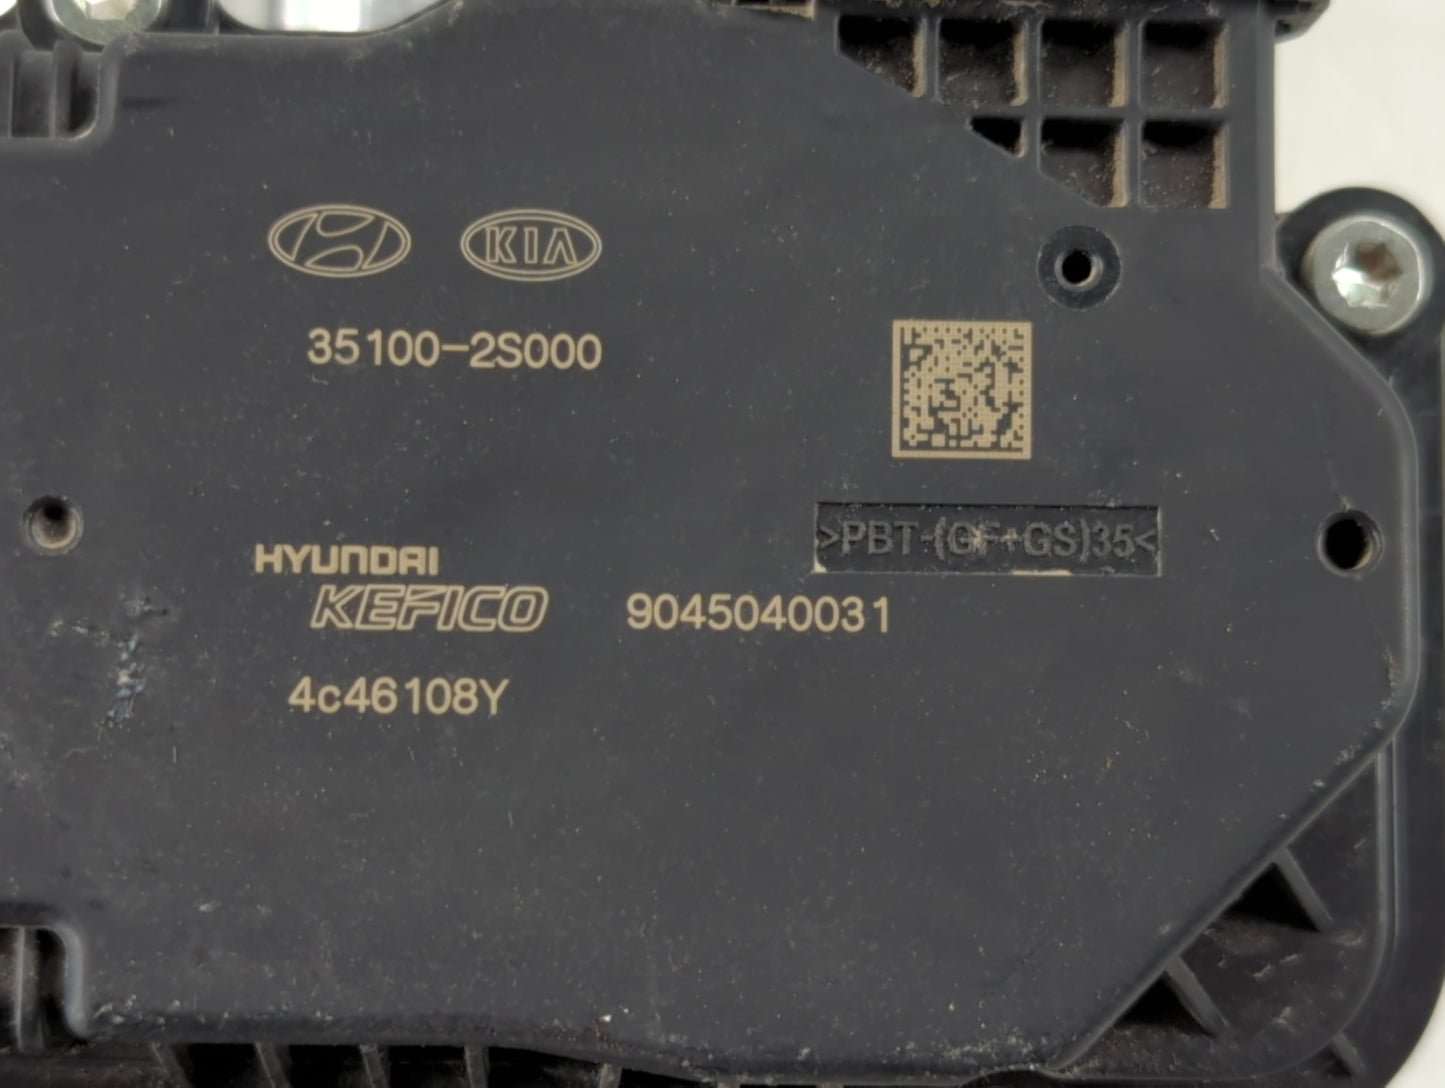 KIA
35100-2S000
>PBT-(GF+GS)35<
HYUNDAI
KEFICO 9045040031
4c46108Y